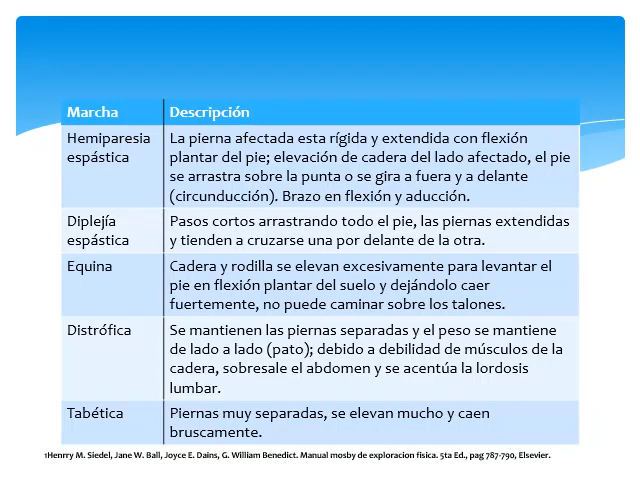 Marcha Descripción
Hemiparesia espástica La pierna afectada esta rígida y extendida con flexión
plantar del pie; elevación de cadera del lado afectado, el pie
se arrastra sobre la punta o se gira a fuera y a delante
(circunducción). Brazo en flexión y aducción.
Diplejía espástica Pasos cortos arrastrando todo el pie, las piernas extendidas
y tienden a cruzarse una por delante de la otra.
Equina Cadera y rodilla se elevan excesivamente para levantar el
pie en flexión plantar del suelo y dejándolo caer
fuertemente, no puede caminar sobre los talones.
Distrófica Se mantienen las piernas separadas y el peso se mantiene
de lado a lado (pato); debido a debilidad de músculos de la
cadera, sobresale el abdomen y se acentúa la lordosis
lumbar.
Tabética Piernas muy separadas, se elevan mucho y caen
bruscamente.
1Henrry M. Siedel, Jane W. Ball, Joyce E. Dains, G. William Benedict. Manual mosby de exploracion fisica. 5ta Ed., pag 787-790, Elsevier.